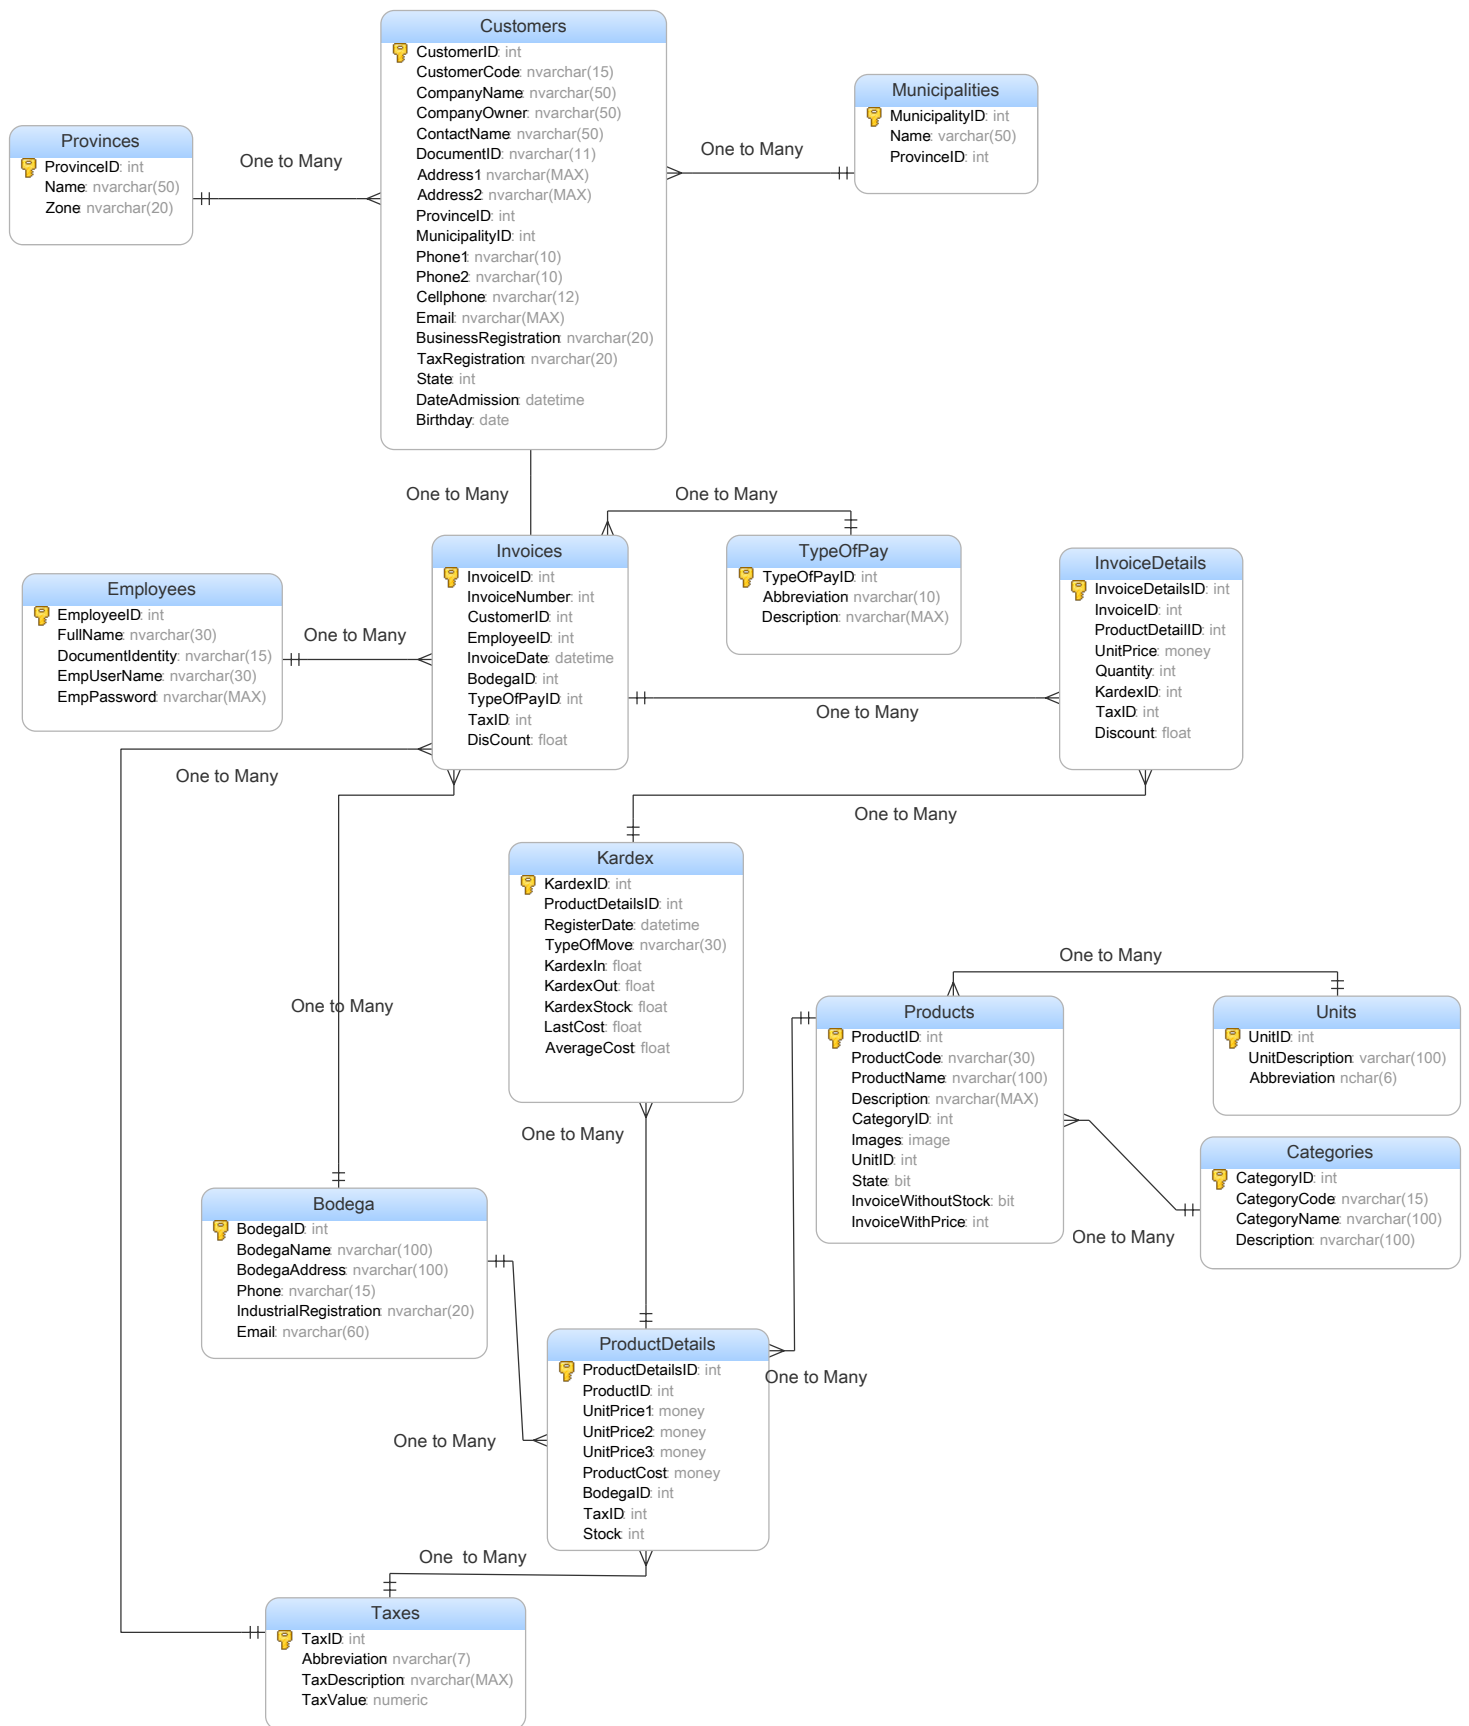 Customers
CustomerID: int
CustomerCode: nvarchar(15)
CompanyName: nvarchar(50)
CompanyOwner: nvarchar(50)
ContactName: nvarchar(50)
DocumentID: nvarchar(11)
Address1 nvarchar(MAX)
Address2: nvarchar(MAX)
ProvinceID: int
MunicipalityID: int
Phone1: nvarchar(10)
Phone2: nvarchar(10)
Cellphone: nvarchar(12)
Email: nvarchar(MAX)
BusinessRegistration: nvarchar(20)
TaxRegistration: nvarchar(20)
State: int
DateAdmission: datetime
Birthday: date
Municipalities
MunicipalityID: int
Name: varchar(50)
ProvinceID: int
Provinces
ProvinceID: int
Name: nvarchar(50)
Zone: nvarchar(20)
One to Many
One to Many
One to Many
One to Many
Invoices
InvoiceID: int
InvoiceNumber: int
CustomerID: int
EmployeeID: int
InvoiceDate: datetime
BodegaID: int
TypeOfPayID: int
TaxID: int
DisCount: float
TypeOfPay
TypeOfPayID: int
Abbreviation nvarchar(10)
Description: nvarchar(MAX)
InvoiceDetails
InvoiceDetailsID: int
InvoiceID: int
ProductDetailID: int
UnitPrice: money
Quantity: int
KardexID: int
TaxID: int
Discount: float
Employees
EmployeeID: int
FullName: nvarchar(30)
DocumentIdentity: nvarchar(15)
EmpUserName: nvarchar(30)
EmpPassword: nvarchar(MAX)
One to Many
One to Many
One to Many
One to Many
Kardex
KardexID: int
ProductDetailsID: int
RegisterDate: datetime
TypeOfMove: nvarchar(30)
KardexIn: float
KardexOut: float
KardexStock: float
LastCost: float
AverageCost: float
One to Many
One to Many
Products
ProductID: int
ProductCode: nvarchar(30)
ProductName: nvarchar(100)
Description: nvarchar(MAX)
CategoryID: int
Images: image
UnitID: int
State: bit
InvoiceWithoutStock: bit
InvoiceWithPrice: int
Units
UnitID: int
UnitDescription: varchar(100)
Abbreviation nchar(6)
Categories
CategoryID: int
CategoryCode: nvarchar(15)
CategoryName: nvarchar(100)
Description: nvarchar(100)
One to Many
One to Many
Bodega
BodegaID: int
BodegaName: nvarchar(100)
BodegaAddress: nvarchar(100)
Phone: nvarchar(15)
IndustrialRegistration: nvarchar(20)
Email: nvarchar(60)
ProductDetails
ProductDetailsID: int
ProductID: int
UnitPrice1: money
UnitPrice2: money
UnitPrice3: money
ProductCost: money
BodegaID: int
TaxID: int
Stock: int
One to Many
One to Many
One to Many
Taxes
TaxID: int
Abbreviation: nvarchar(7)
TaxDescription: nvarchar(MAX)
TaxValue: numeric